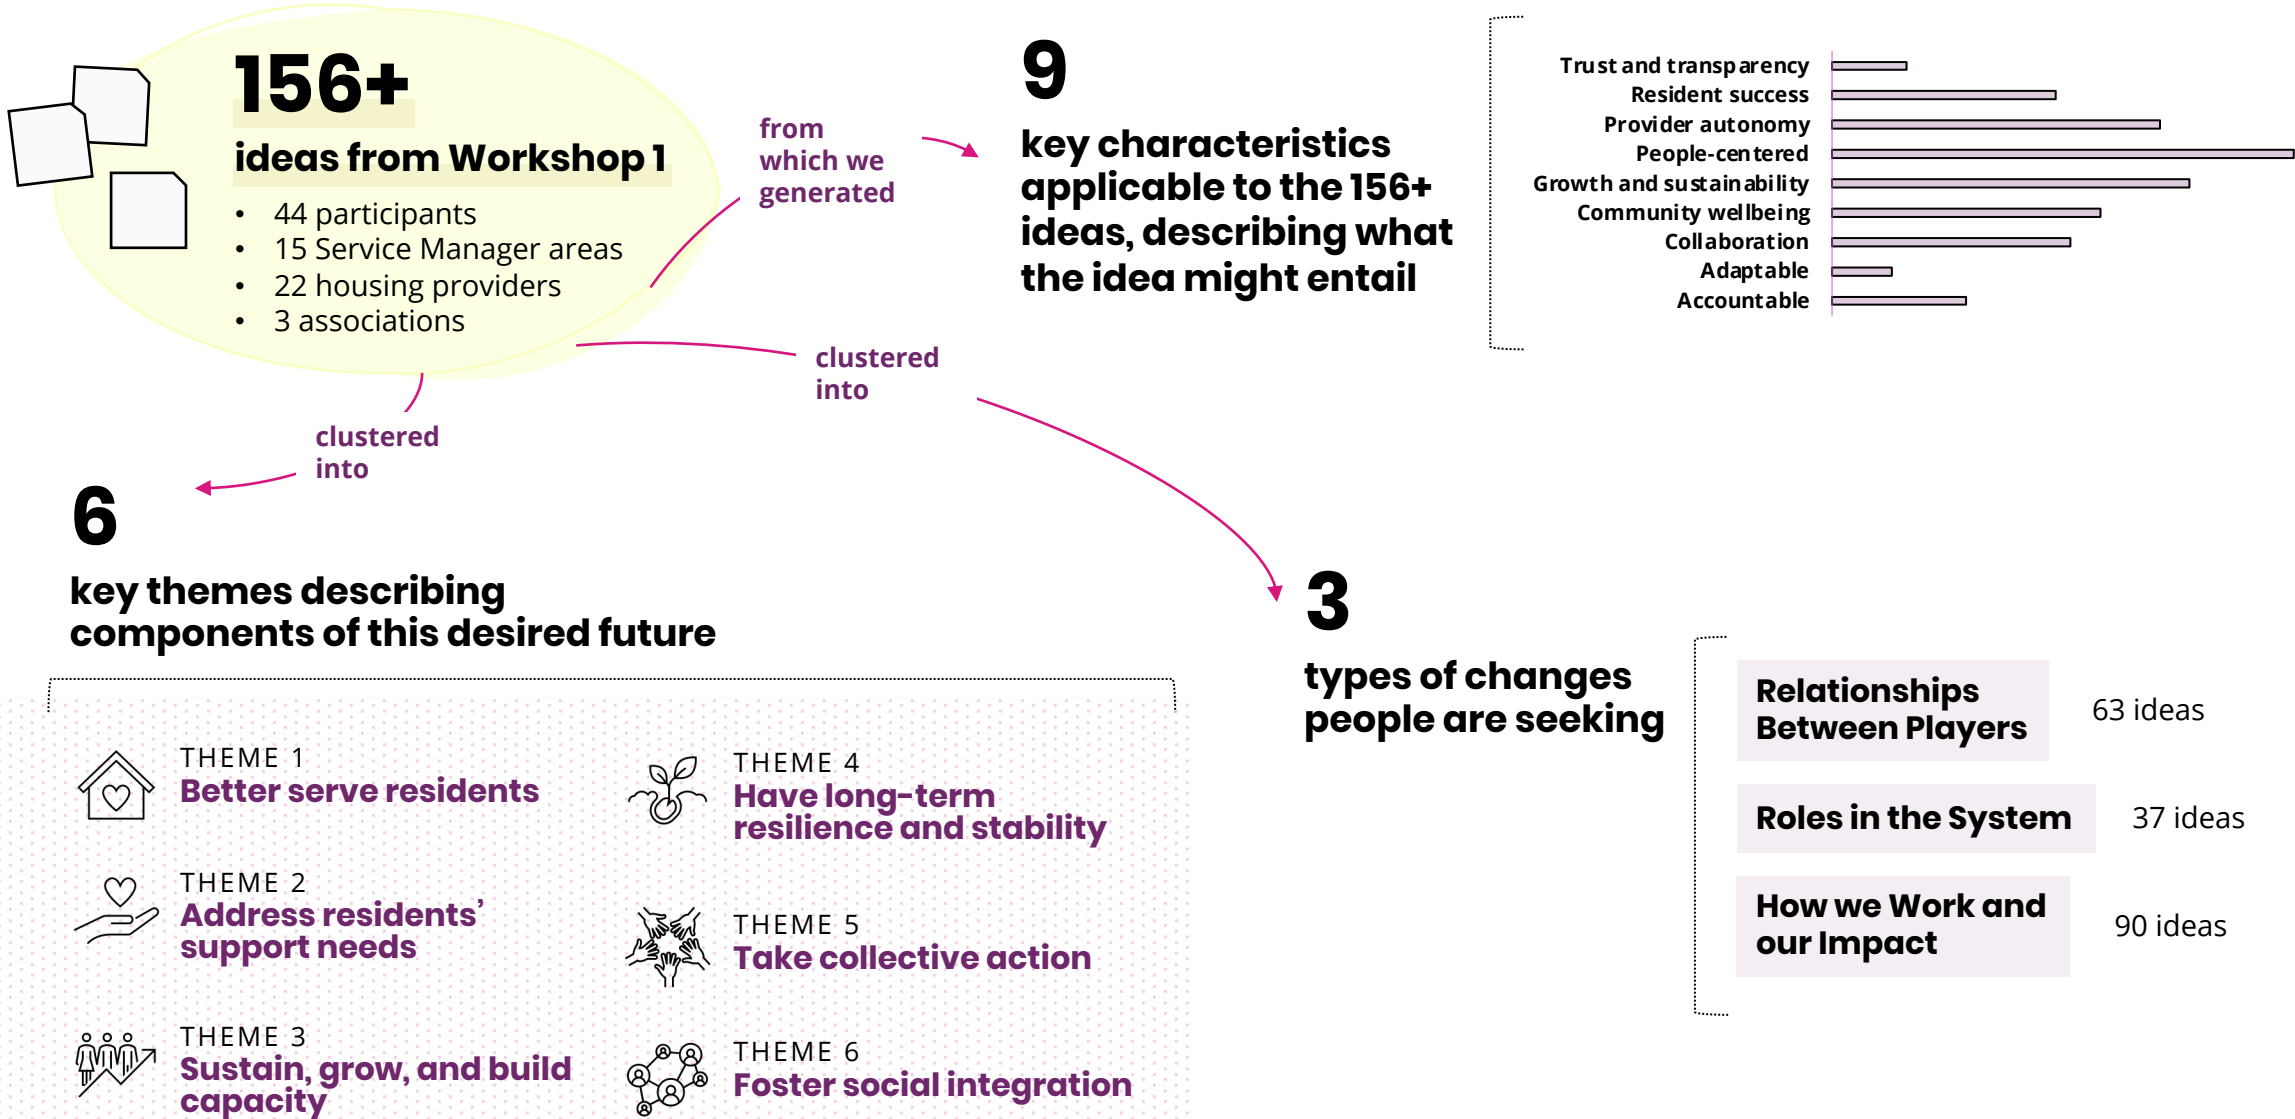 156+
ideas from Workshop 1
• 44 participants
• 15 Service Manager areas
• 22 housing providers
• 3 associations
from
which we
generated
9
key characteristics
applicable to the 156+
ideas, describing what
the idea might entail
Trust and transparency
Resident success
Provider autonomy
People-centered
Growth and sustainability
Community wellbeing
Collaboration
Adaptable
Accountable
clustered
into
clustered
into
6
key themes describing
components of this desired future
THEME 1
Better serve residents
THEME 2
Address residents’
support needs
THEME 3
Sustain, grow, and build
capacity
THEME 4
Have long-term
resilience and stability
THEME 5
Take collective action
THEME 6
Foster social integration
3
types of changes
people are seeking
Relationships
Between Players
63 ideas
Roles in the System
37 ideas
How we Work and
our Impact
90 ideas